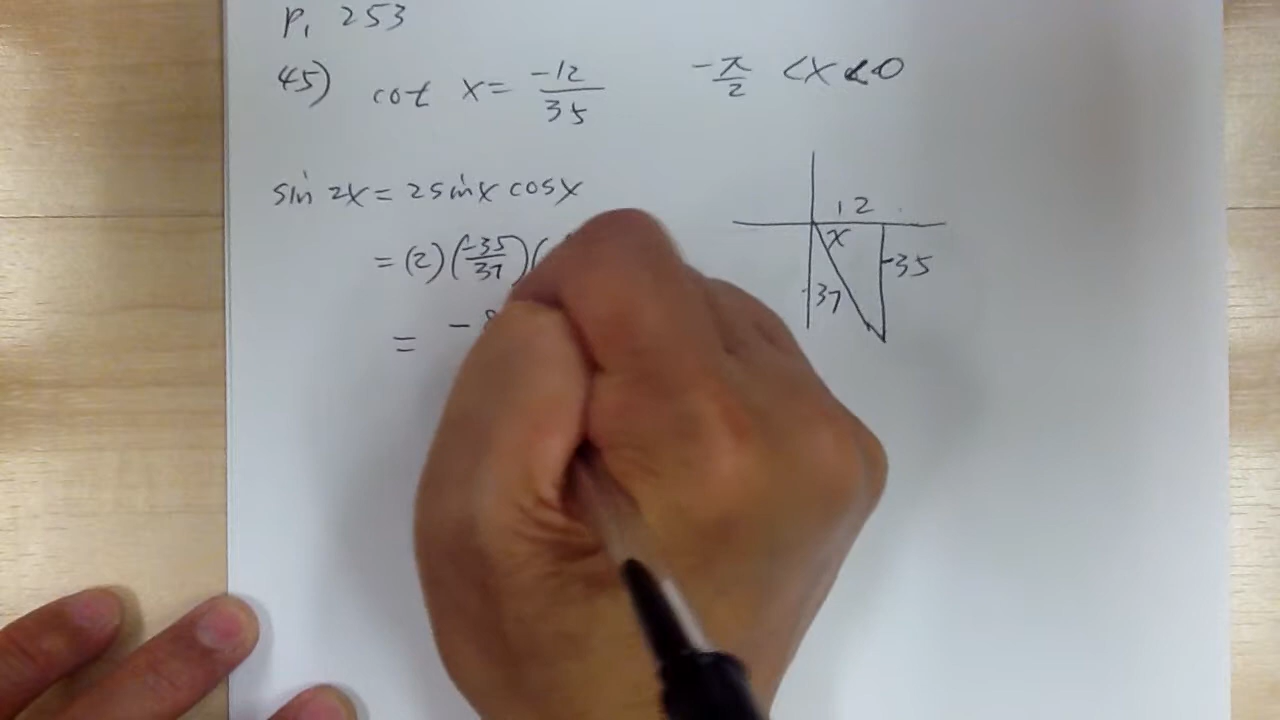 p. 253
45) cot x = -12/35 -π/2 < x < 0
sin 2x = 2 sin x cos x
= (2)(-35/37)(
= -
12
x
-35
37